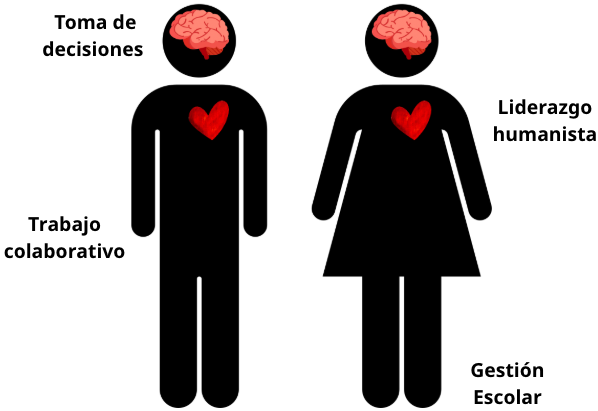 Toma de
decisiones
Liderazgo
humanista
Trabajo
colaborativo
Gestión
Escolar